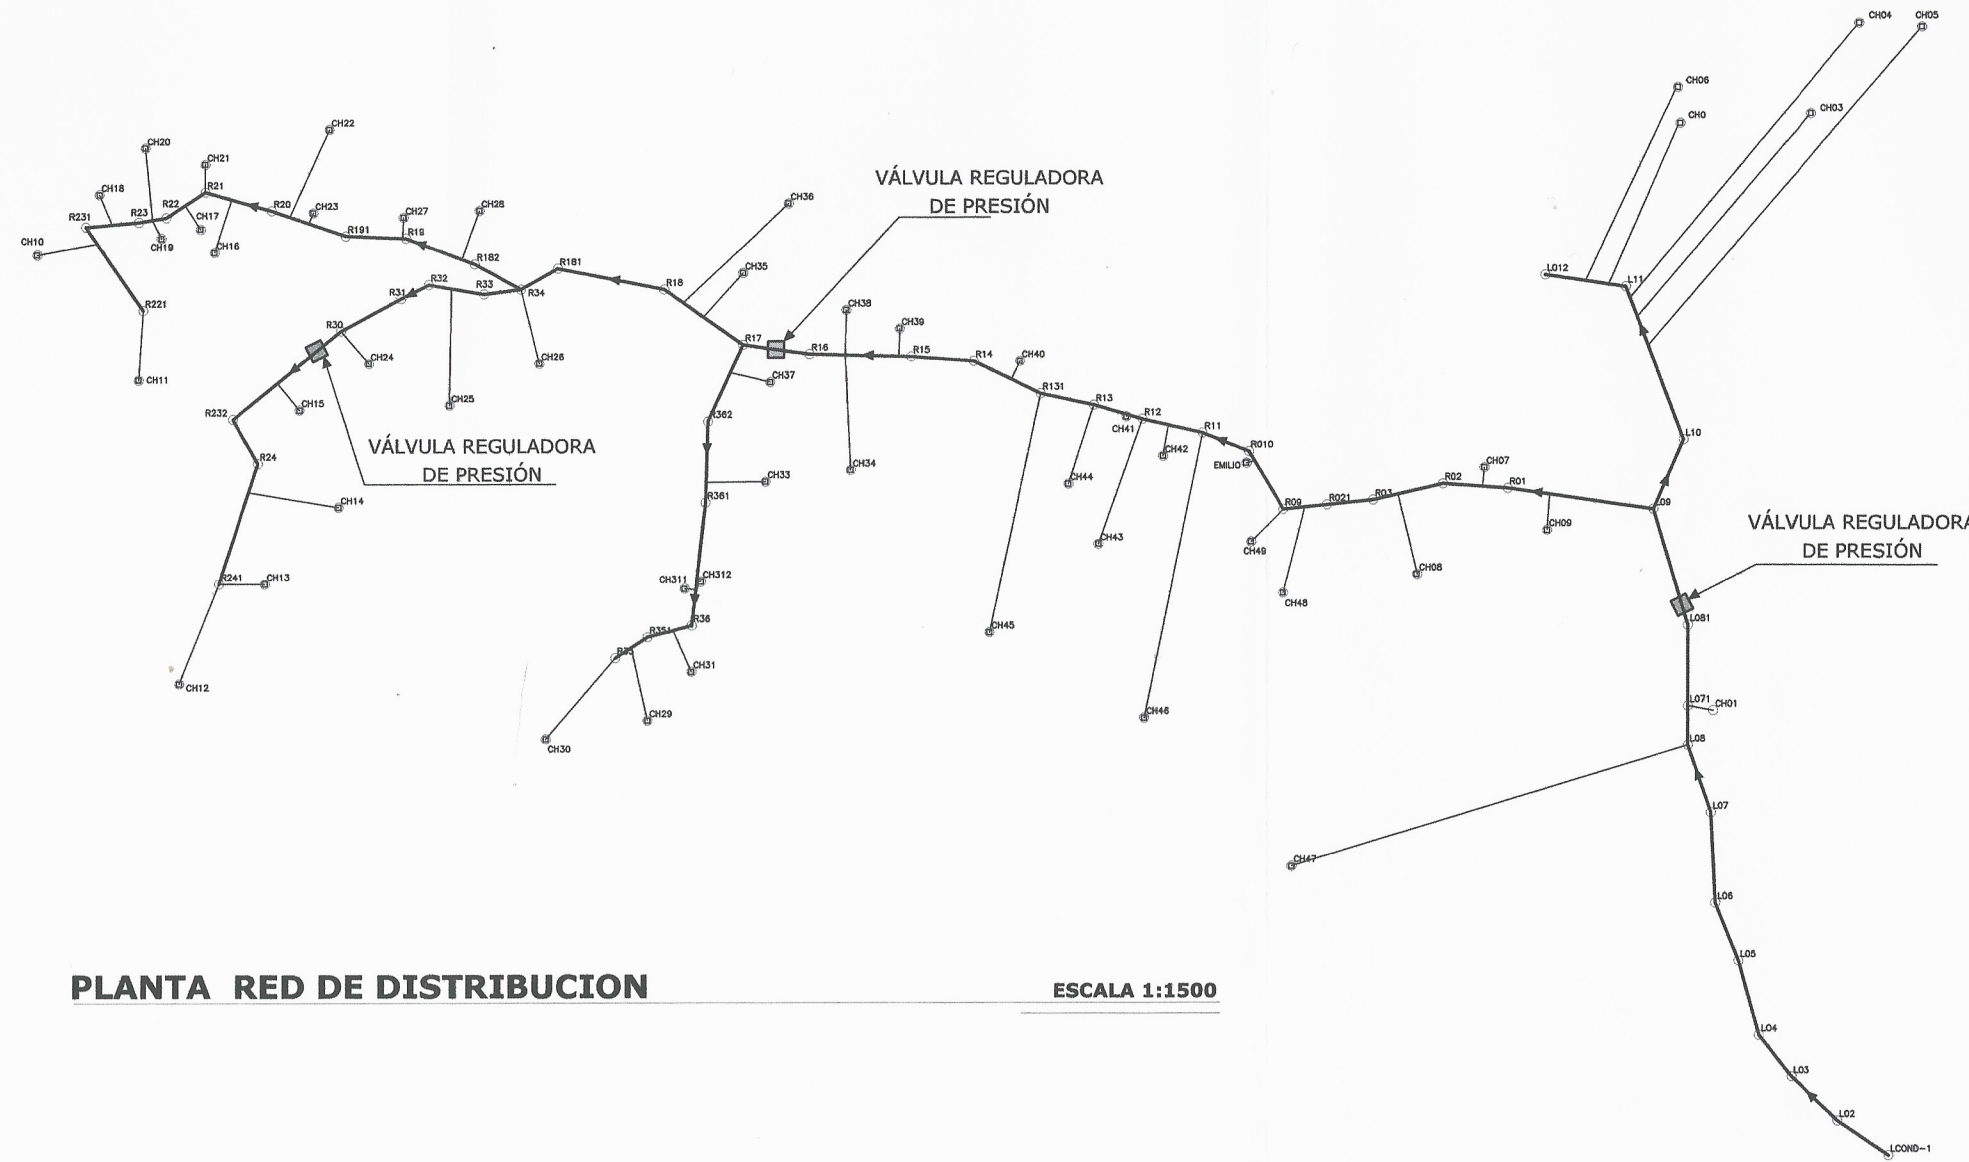 CH04
CH05
CH06
CH03
CH0
CH22
CH20
CH21
VÁLVULA REGULADORA
DE PRESIÓN
CH18
R21
CH36
R20
CH28
R22
CH23
CH27
R231
R23
CH17
R19
R191
CH10
CH19
CH16
R182
R181
CH35
L012
L11
R32
R33
R34
R18
R221
R31
CH38
R30
CH39
R17
R16
R15
R14
CH40
CH24
CH26
CH37
CH11
R131
CH25
R13
CH15
R232
R362
R12
CH41
R11
L10
VÁLVULA REGULADORA
DE PRESIÓN
R010
CH42
R24
EMILIO
CH07
CH34
CH33
CH44
R02
R01
R361
CH14
R09
R021
R03
L09
VÁLVULA REGULADORA
DE PRESIÓN
CH09
CH43
CH49
R241
CH13
CH311
CH312
CH08
CH48
R36
CH45
L081
R351
CH31
CH12
CH29
CH46
L071
CH01
CH30
L08
L07
CH47
L06
L05
PLANTA RED DE DISTRIBUCION
ESCALA 1:1500
L04
L03
L02
LCOND-1